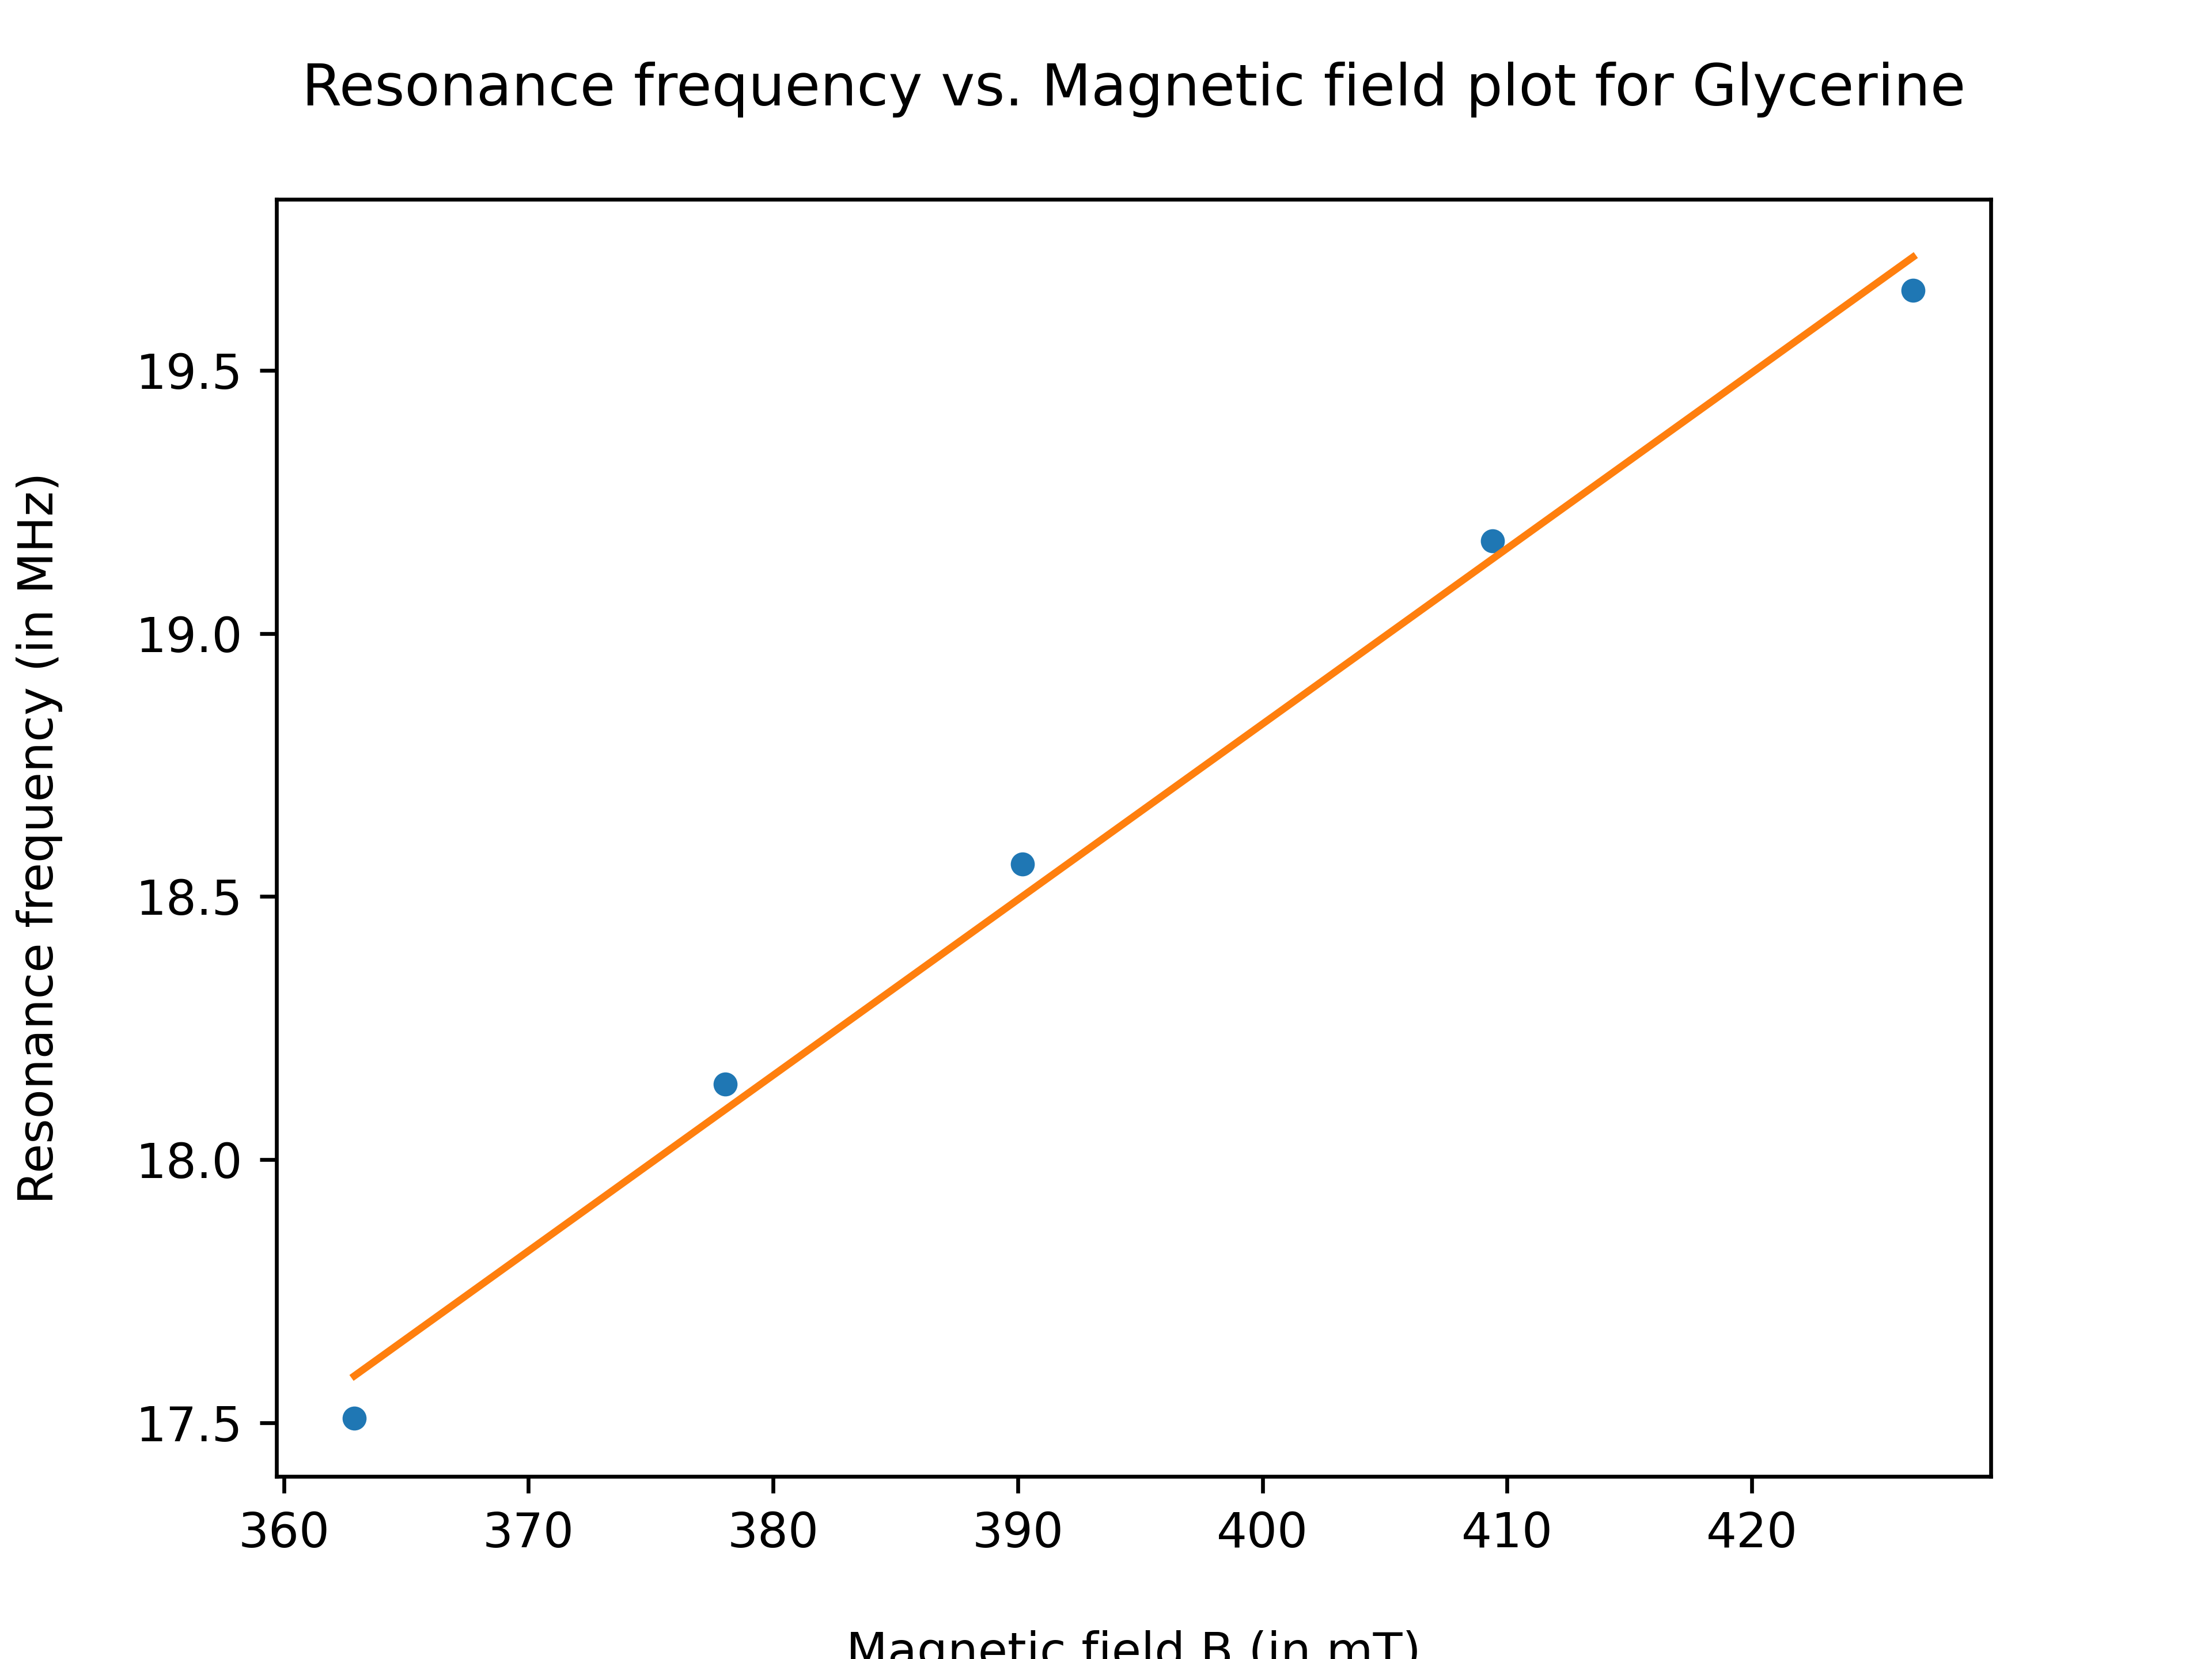 Resonance frequency vs. Magnetic field plot for Glycerine
Resonance frequency (in MHz)
19.5
19.0
18.5
18.0
17.5
360 370 380 390 400 410 420
Magnetic field B (in mT)